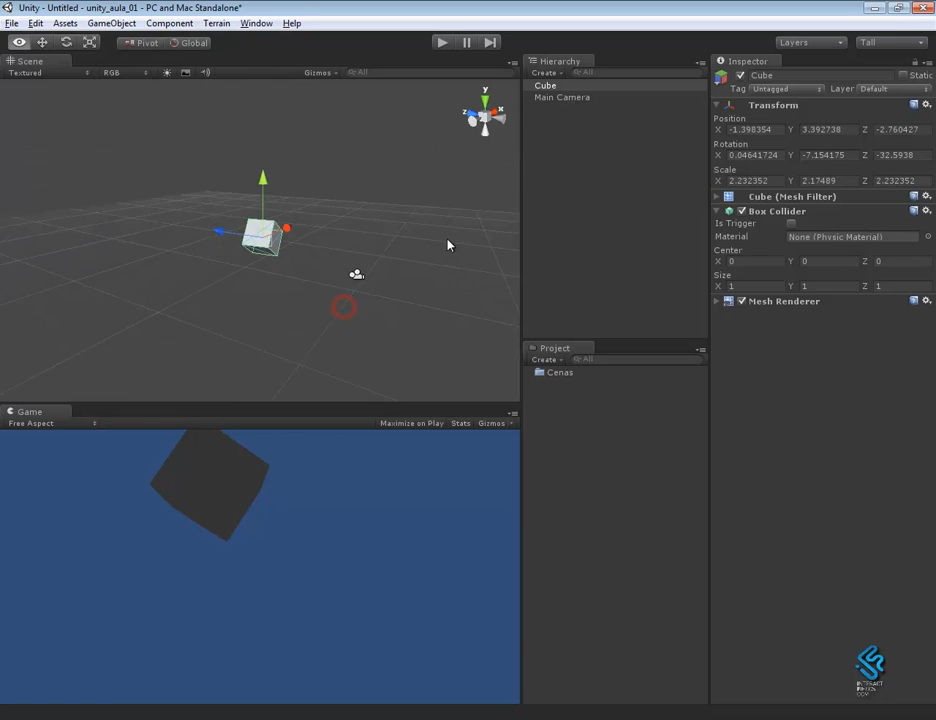 Unity - Untitled - unity_aula_01 - PC and Mac Standalone*
File Edit Assets GameObject Component Terrain Window Help
Pivot Global Layers Tall
Scene
Textured RGB Gizmos All
y
x
z
Game
Free Aspect Maximize on Play Stats Gizmos
Hierarchy
Create All
Cube
Main Camera
Project
Create All
Cenas
Inspector
Cube Static
Tag Untagged Layer Default
Transform
Position
X -1.398354 Y 3.392738 Z -2.760427
Rotation
X 0.04641724 Y -7.154175 Z -32.5938
Scale
X 2.232352 Y 2.17489 Z 2.232352
Cube (Mesh Filter)
Box Collider
Is Trigger
Material None (Physic Material)
Center
X 0 Y 0 Z 0
Size
X 1 Y 1 Z 1
Mesh Renderer
INTERACT
FIELDS
.COM